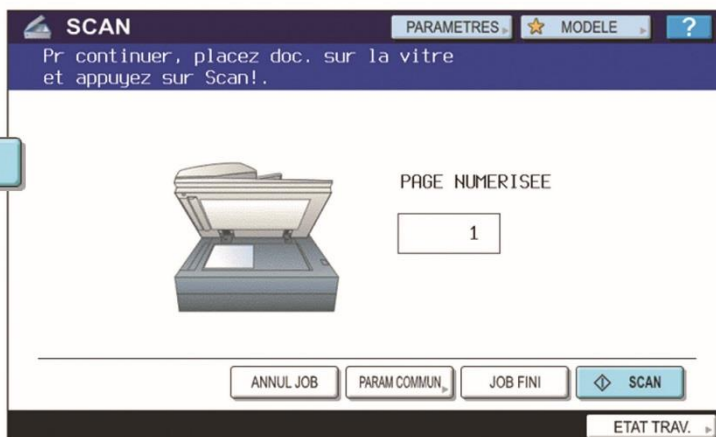 SCAN
PARAMETRES
MODELE
?
Pr continuer, placez doc. sur la vitre
et appuyez sur Scan!.
PAGE NUMERISEE
1
ANNUL JOB
PARAM COMMUN
JOB FINI
SCAN
ETAT TRAV.